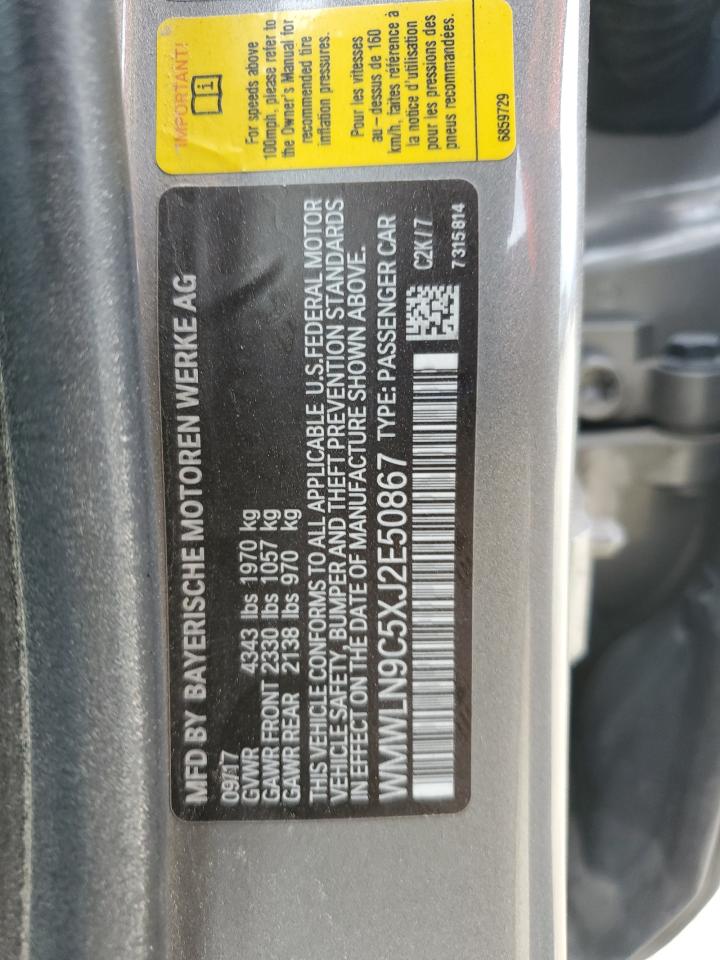 MFD BY BAYERISCHE MOTOREN WERKE AG
09/17
GVWR 4343 lbs 1970 kg
GAWR FRONT 2330 lbs 1057 kg
GAWR REAR 2138 lbs 970 kg
THIS VEHICLE CONFORMS TO ALL APPLICABLE U.S.FEDERAL MOTOR
VEHICLE SAFETY, BUMPER AND THEFT PREVENTION STANDARDS
IN EFFECT ON THE DATE OF MANUFACTURE SHOWN ABOVE.
WMWLN9C5XJ2E50867 TYPE: PASSENGER CAR
C2K/7
7315814
IMPORTANT!
For speeds above
100mph, please refer to
the Owner's Manual for
recommended tire
inflation pressures.
Pour les vitesses
au-dessus de 160
km/h, faites référence à
la notice d'utilisation
pour les pressions des
pneus recommandées.
6859729